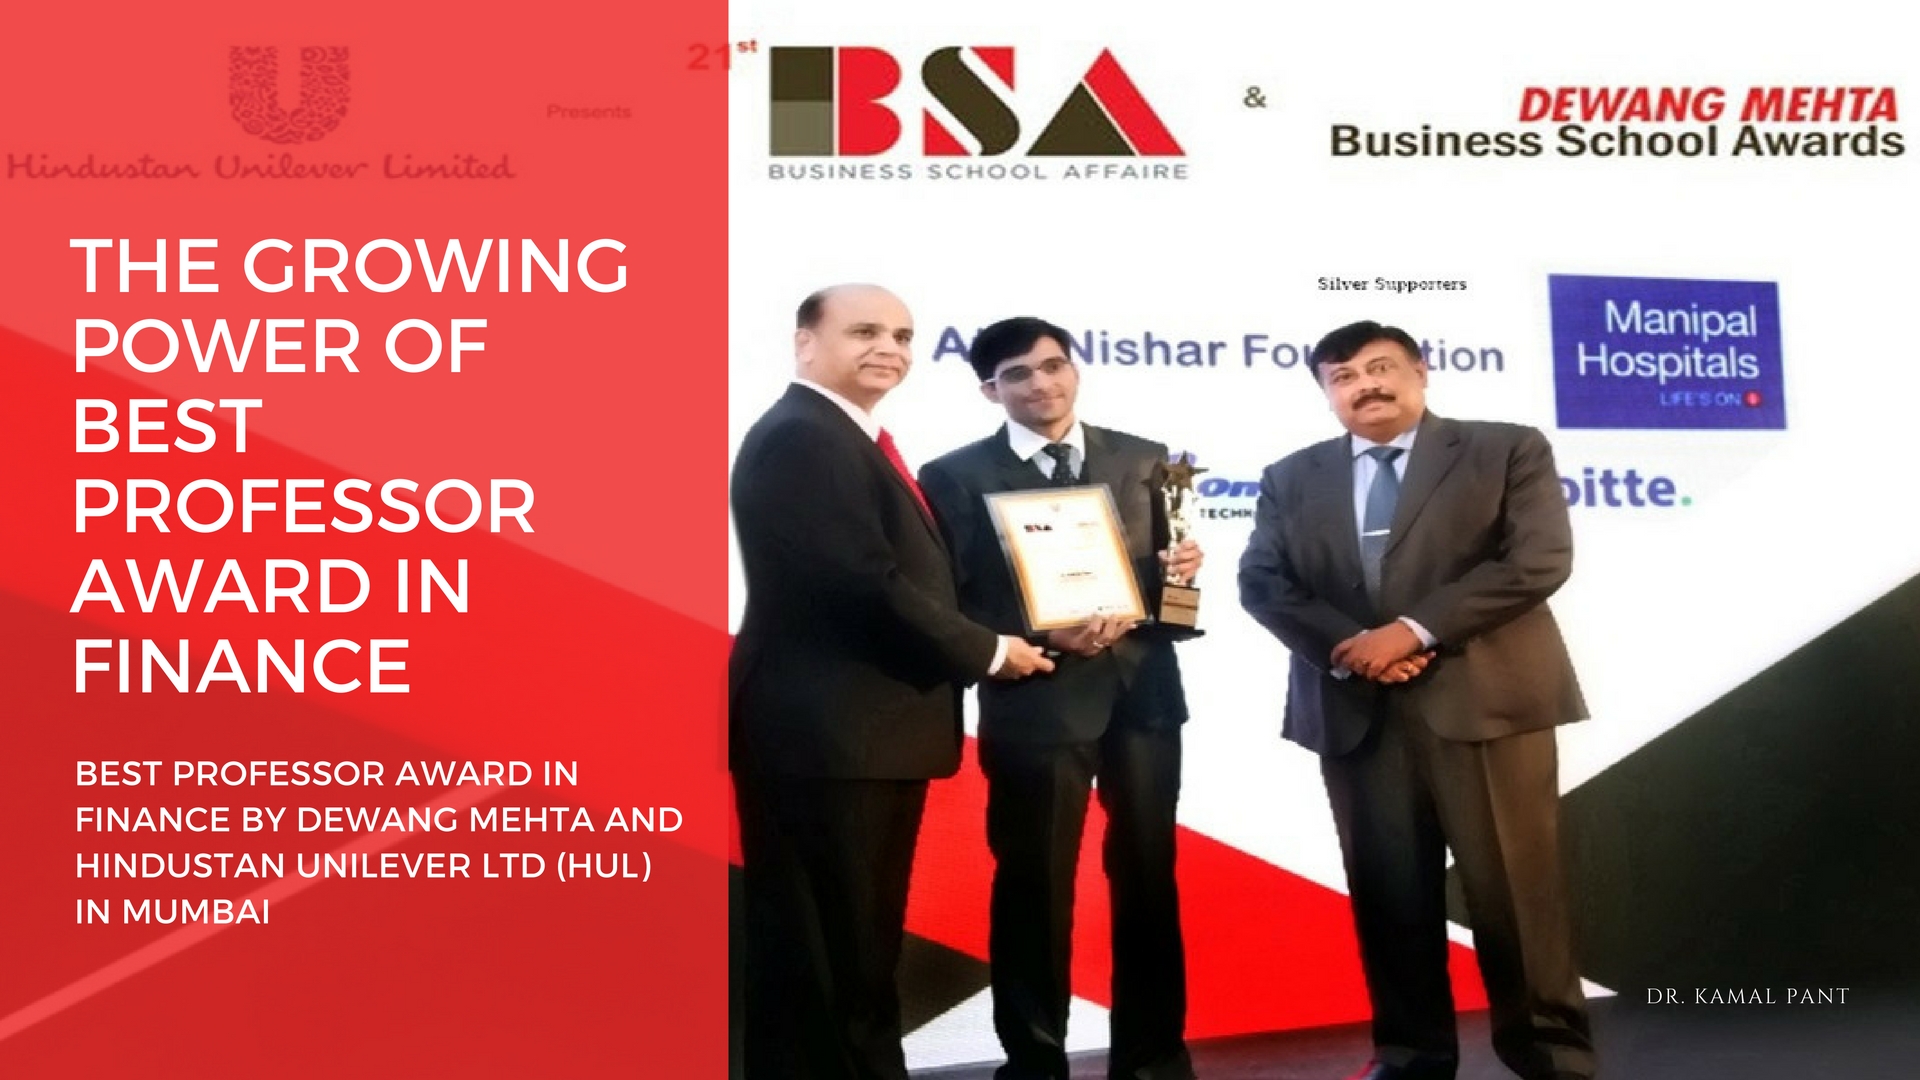 Hindustan Unilever Limited
Presents
21st
BSA
BUSINESS SCHOOL AFFAIRE
&
DEWANG MEHTA
Business School Awards
THE GROWING
POWER OF
BEST
PROFESSOR
AWARD IN
FINANCE
BEST PROFESSOR AWARD IN
FINANCE BY DEWANG MEHTA AND
HINDUSTAN UNILEVER LTD (HUL)
IN MUMBAI
Silver Supporters
Nishar
Manipal
Hospitals
LIFE'S ON
BSA
DR. KAMAL PANT